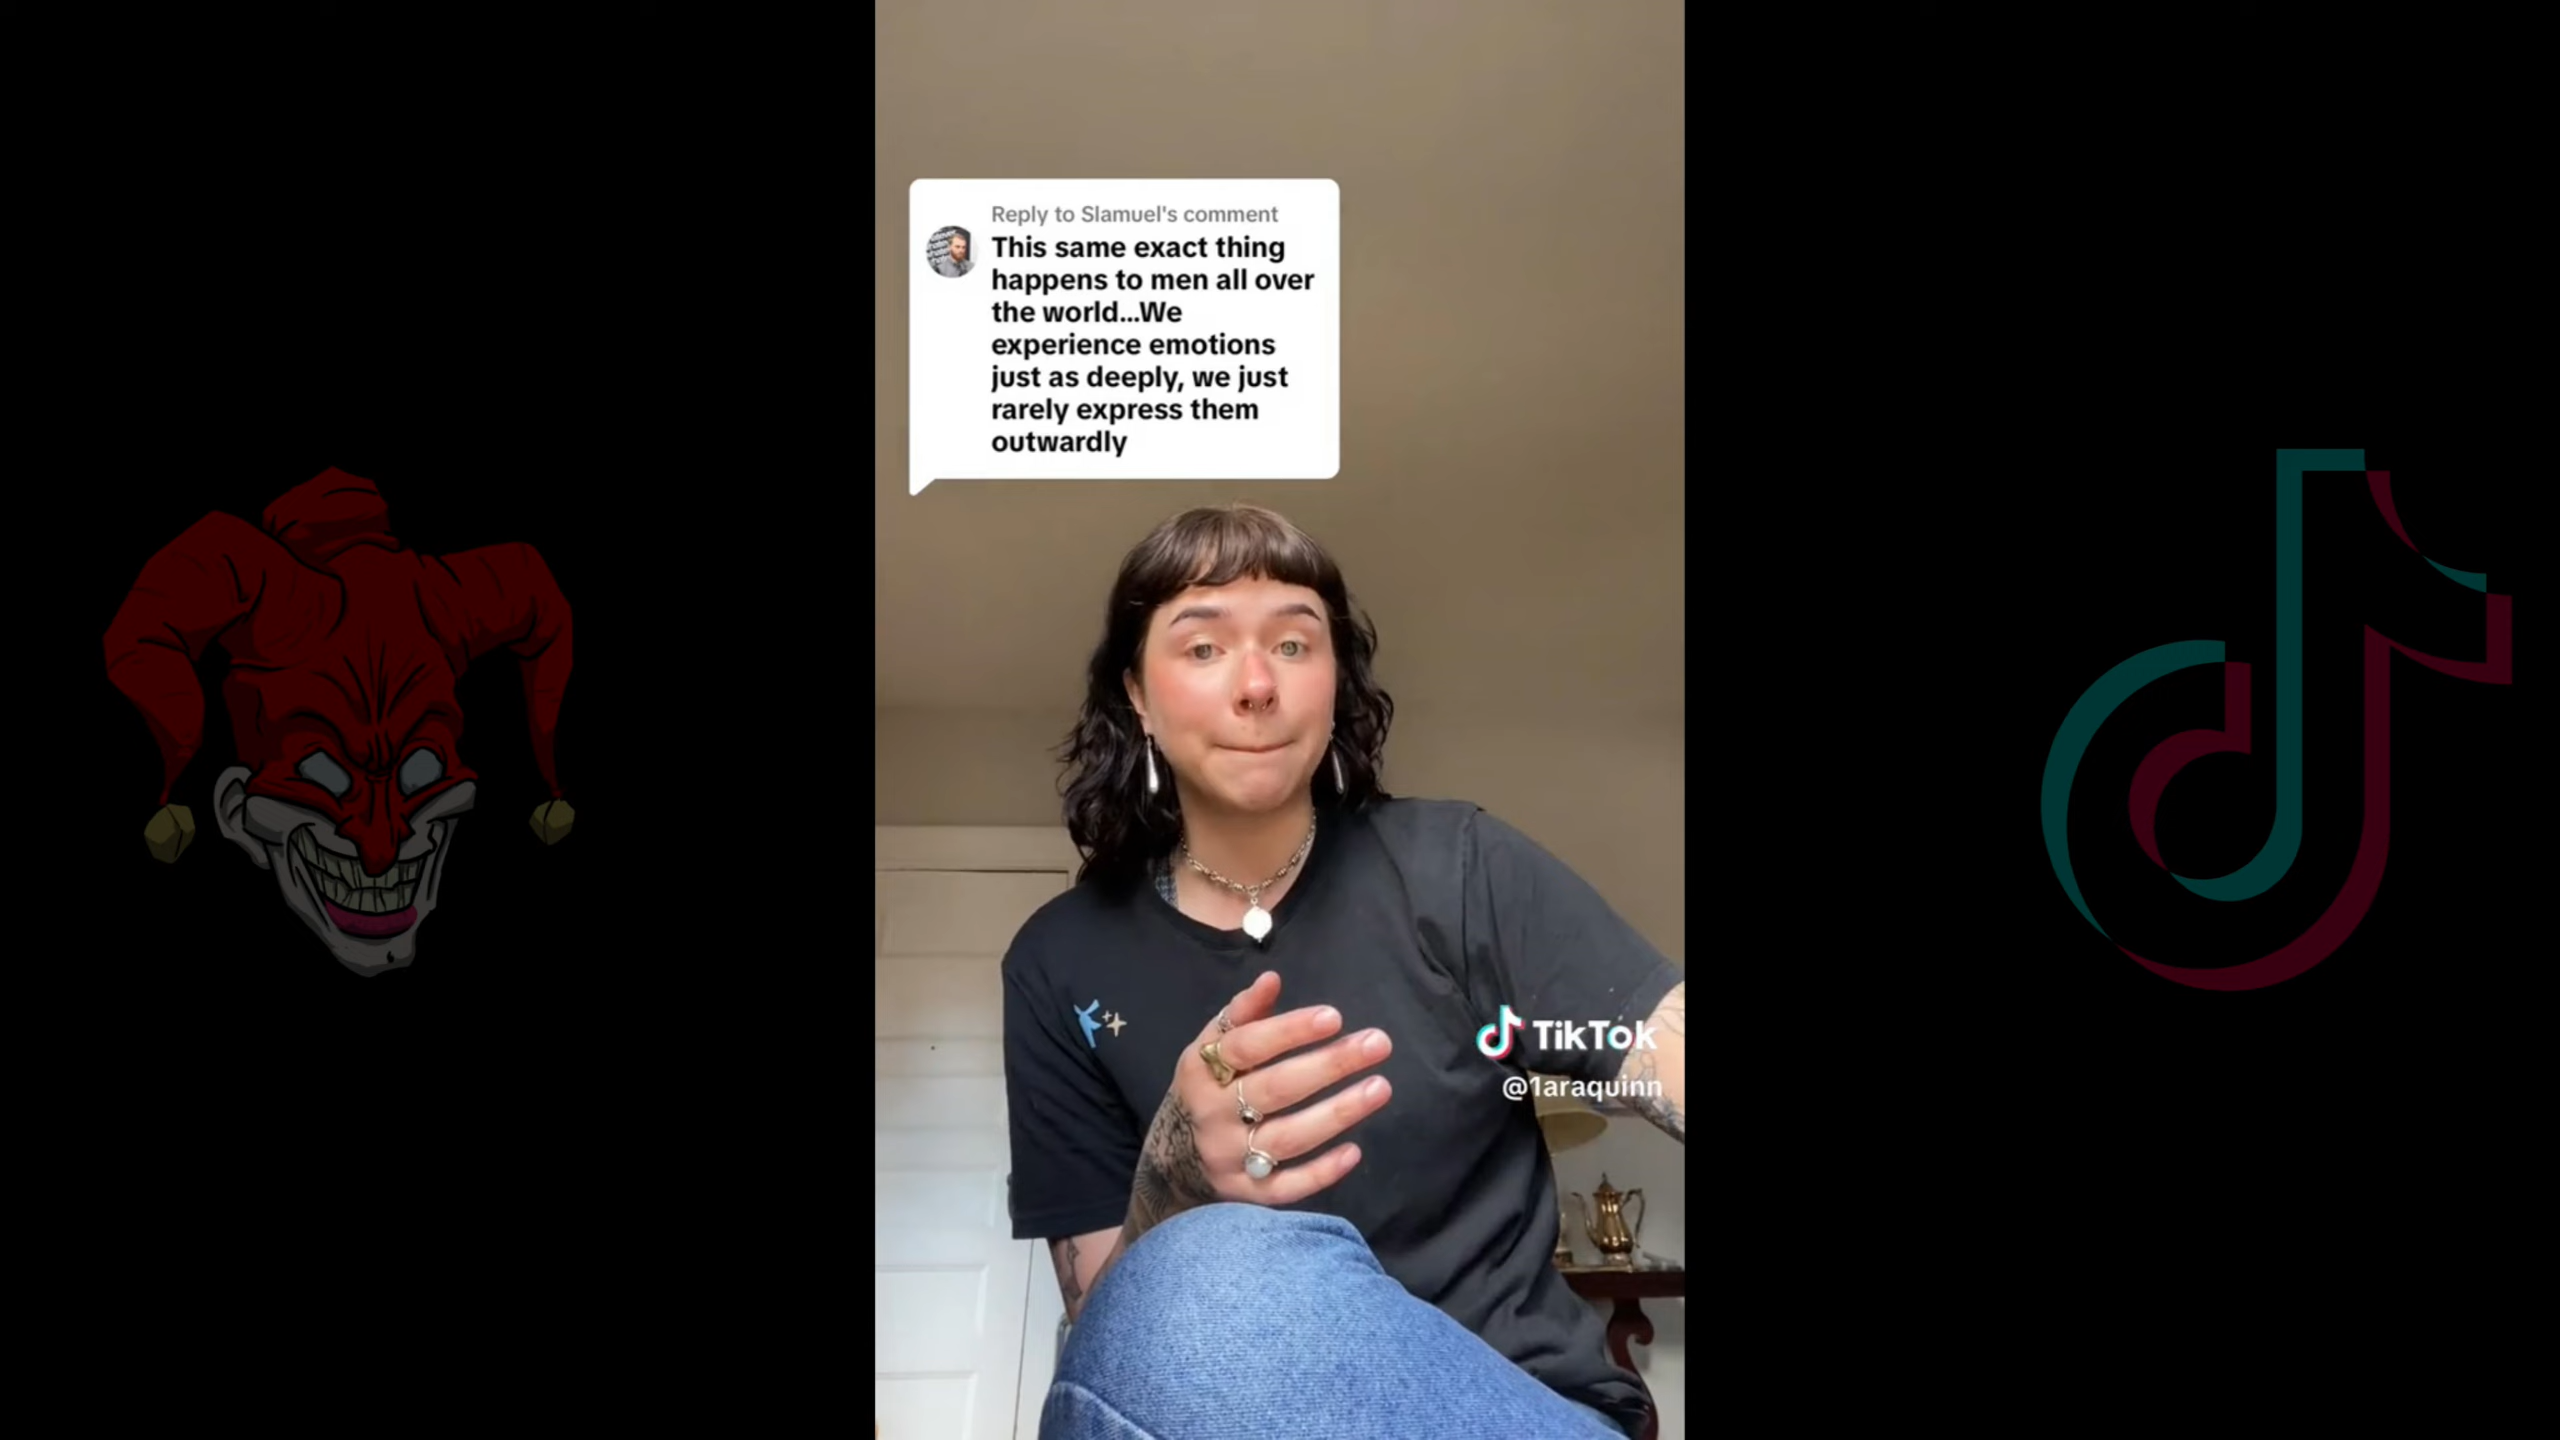 Reply to Slamuel's comment
This same exact thing
happens to men all over
the world...We
experience emotions
just as deeply, we just
rarely express them
outwardly
TikTok
@1araquinn